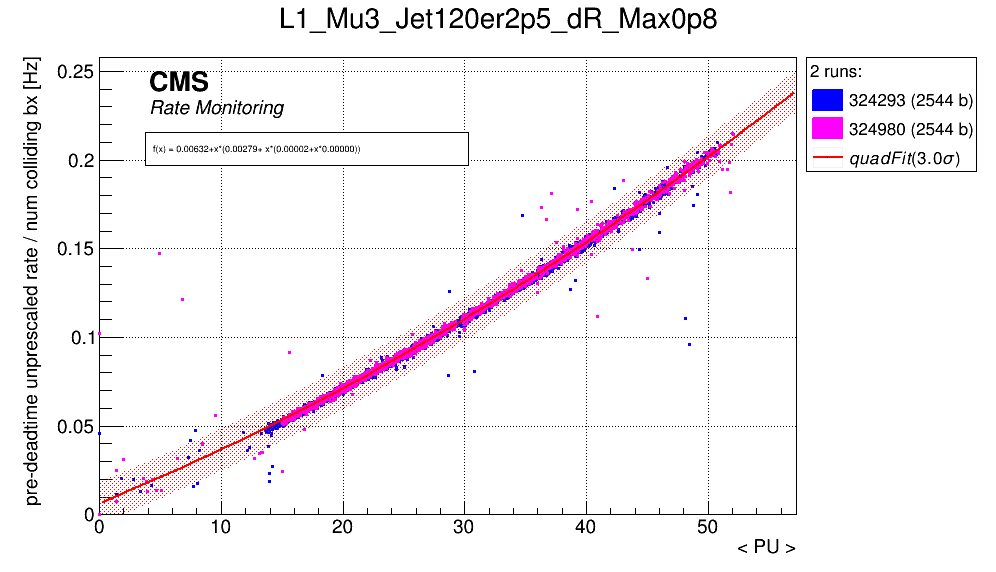 L1_Mu3_Jet120er2p5_dR_Max0p8
pre-deadtime unprescaled rate / num colliding bx [Hz]
CMS
Rate Monitoring
f(x) = 0.00632+x*(0.00279+ x*(0.00002+x*0.00000))
2 runs:
324293 (2544 b)
324980 (2544 b)
quadFit(3.0σ)
0.25
0.2
0.15
0.1
0.05
0
0 10 20 30 40 50
< PU >